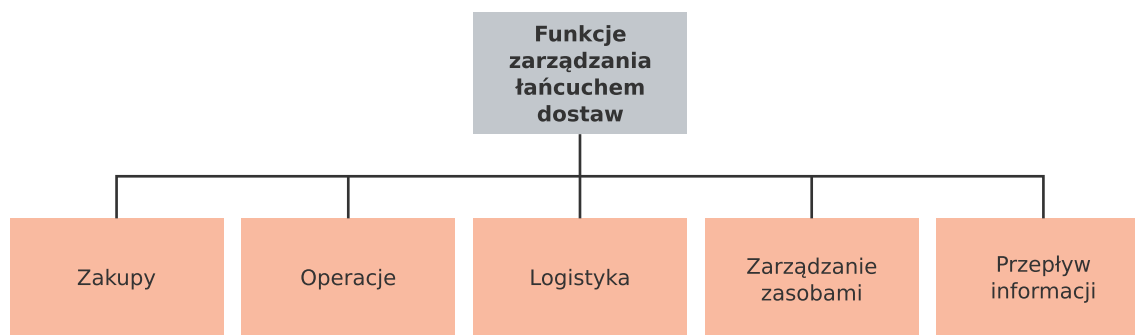 Funkcje
zarządzania
łańcuchem
dostaw
Zakupy
Operacje
Logistyka
Zarządzanie
zasobami
Przepływ
informacji